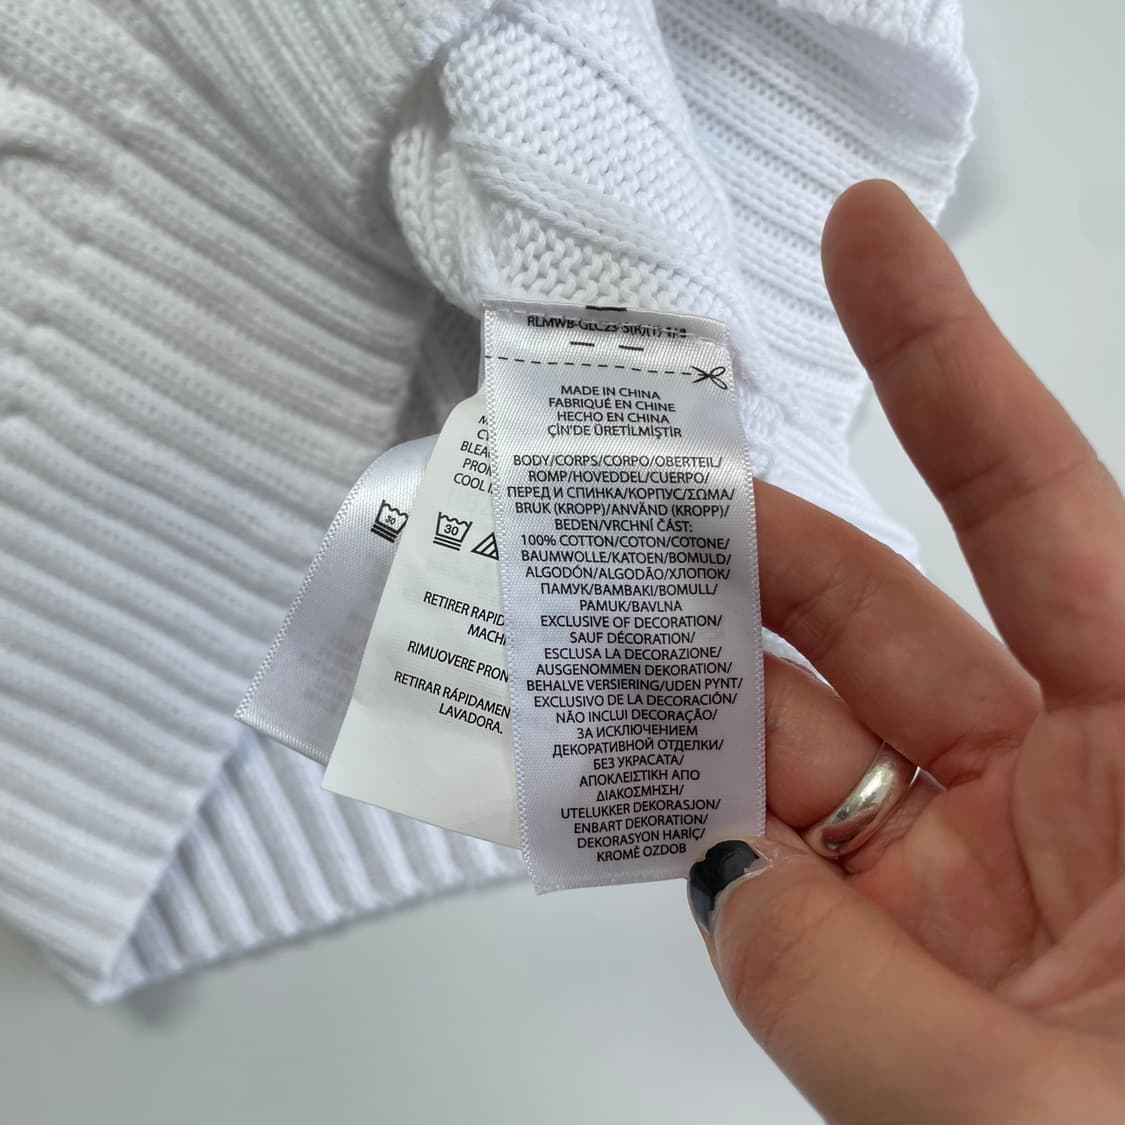 MADE IN CHINA
FABRIQUÉ EN CHINE
HECHO EN CHINA
ÇİN'DE ÜRETİLMİŞTİR
BODY/CORPS/CORPO/OBERTEIL/
ROMP/HOVEDDEL/CUERPO/
ПЕРЕД И СПИНКА/КОРПУС/ΣΩΜΑ/
BRUK (KROPP)/ANVÄND (KROPP)/
BEDEN/VRCHNÍ ČÁST:
100% COTTON/COTON/COTONE/
BAUMWOLLE/KATOEN/BOMULD/
ALGODÓN/ALGODÃO/ХЛОПОК/
ПАМУК/ΒΑΜΒΑΚΙ/BOMULL/
PAMUK/BAVLNA
EXCLUSIVE OF DECORATION/
SAUF DÉCORATION/
ESCLUSA LA DECORAZIONE/
AUSGENOMMEN DEKORATION/
BEHALVE VERSIERING/UDEN PYNT/
EXCLUSIVO DE LA DECORACIÓN/
NÃO INCLUI DECORAÇÃO/
ЗА ИСКЛЮЧЕНИЕМ
ДЕКОРАТИВНОЙ ОТДЕЛКИ/
БЕЗ УКРАСАТА/
ΑΠΟΚΛΕΙΣΤΙΚΗ ΑΠΟ
ΔΙΑΚΟΣΜΗΣΗ/
UTELUKKER DEKORASJON/
ENBART DEKORATION/
DEKORASYON HARİÇ/
KROMĚ OZDOB
COOL
30
30
RETIRER RAPID
MACH
RIMUOVERE PRON
RETIRAR RÁPIDAMEN
LAVADORA.